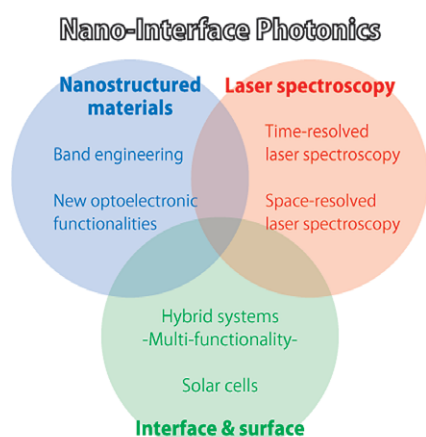 Nano-Interface Photonics
Nanostructured
materials
Band engineering
New optoelectronic
functionalities
Laser spectroscopy
Time-resolved
laser spectroscopy
Space-resolved
laser spectroscopy
Hybrid systems
-Multi-functionality-
Solar cells
Interface & surface